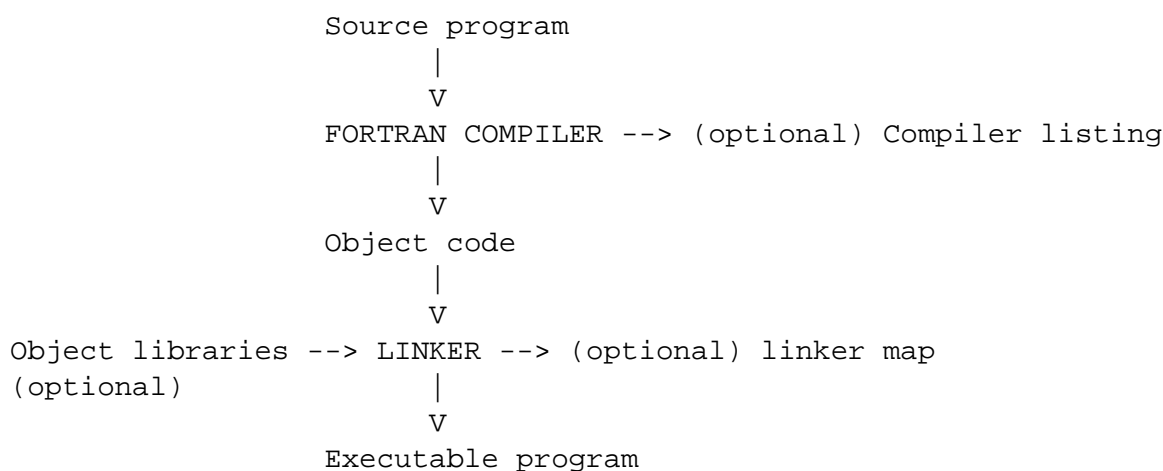 Source program
|
V
FORTRAN COMPILER --> (optional) Compiler listing
|
V
Object code
|
V
Object libraries --> LINKER --> (optional) linker map
(optional) |
V
Executable program